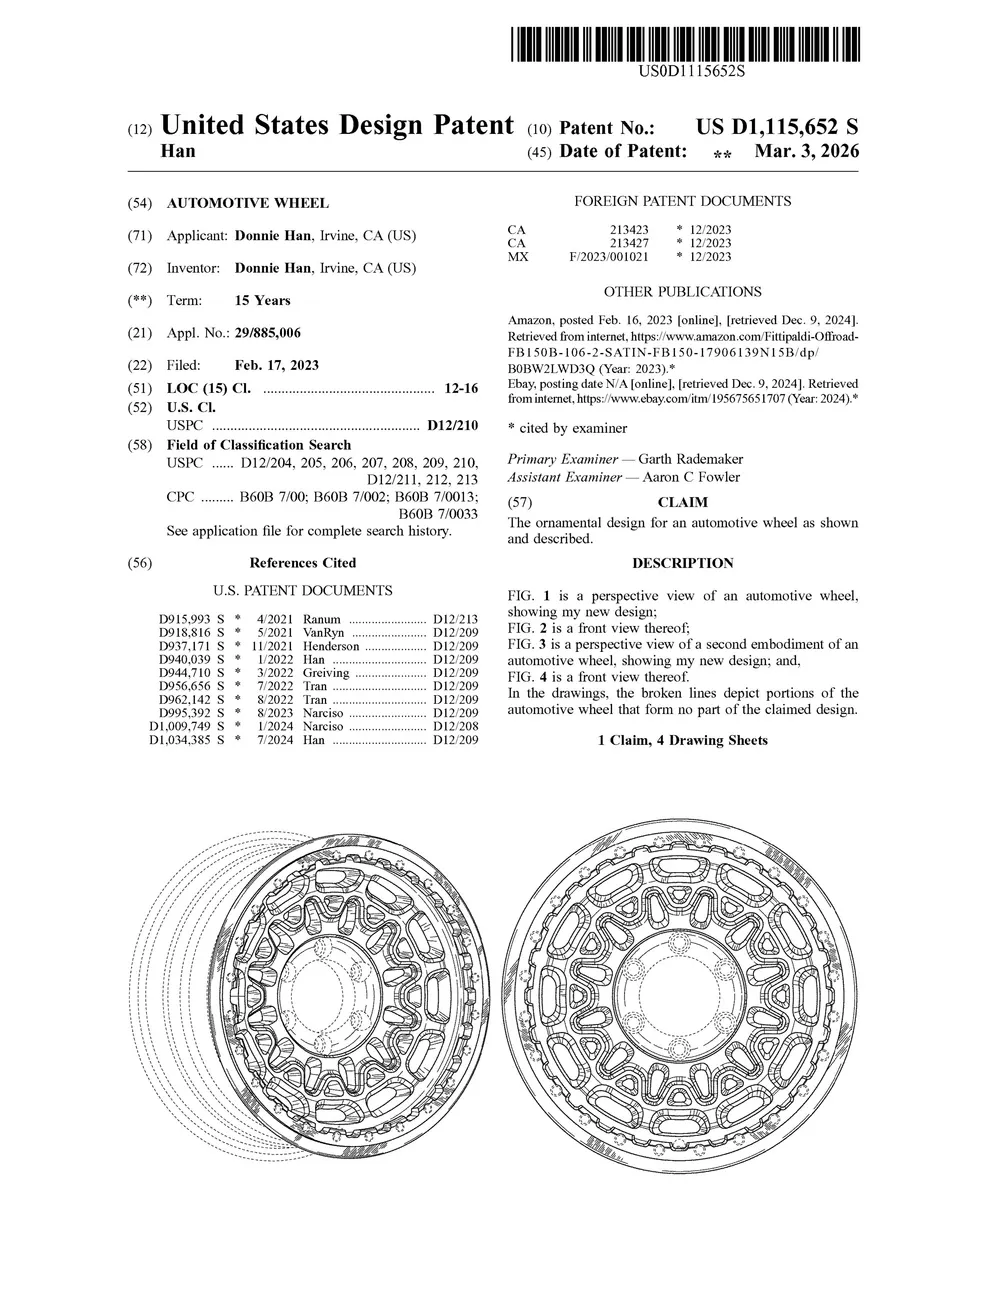 US0D1115652S
(12) United States Design Patent
Han
(10) Patent No.: US D1,115,652 S
(45) Date of Patent: ** Mar. 3, 2026
(54) AUTOMOTIVE WHEEL
(71) Applicant: Donnie Han, Irvine, CA (US)
(72) Inventor: Donnie Han, Irvine, CA (US)
(**) Term: 15 Years
(21) Appl. No.: 29/885,006
(22) Filed: Feb. 17, 2023
(51) LOC (15) Cl. .......................................... 12-16
(52) U.S. Cl.
USPC ........................................................ D12/210
(58) Field of Classification Search
USPC ...... D12/204, 205, 206, 207, 208, 209, 210,
D12/211, 212, 213
CPC ......... B60B 7/00; B60B 7/002; B60B 7/0013;
B60B 7/0033
See application file for complete search history.
(56) References Cited
U.S. PATENT DOCUMENTS
D915,993 S * 4/2021 Ranum ........................ D12/213
D918,816 S * 5/2021 VanRyn ....................... D12/209
D937,171 S * 11/2021 Henderson ................... D12/209
D940,039 S * 1/2022 Han ............................. D12/209
D944,710 S * 3/2022 Greiving ...................... D12/209
D956,656 S * 7/2022 Tran ............................. D12/209
D962,142 S * 8/2022 Tran ............................. D12/209
D995,392 S * 8/2023 Narciso ........................ D12/209
D1,009,749 S * 1/2024 Narciso ........................ D12/208
D1,034,385 S * 7/2024 Han ............................. D12/209
FOREIGN PATENT DOCUMENTS
CA 213423 * 12/2023
CA 213427 * 12/2023
MX F/2023/001021 * 12/2023
OTHER PUBLICATIONS
Amazon, posted Feb. 16, 2023 [online], [retrieved Dec. 9, 2024].
Retrieved from internet, https://www.amazon.com/Fittipaldi-Offroad-
FB150B-106-2-SATIN-FB150-17906139N15B/dp/
B0BW2LWD3Q (Year: 2023).*
Ebay, posting date N/A [online], [retrieved Dec. 9, 2024]. Retrieved
from internet, https://www.ebay.com/itm/195675651707 (Year: 2024).*
* cited by examiner
Primary Examiner — Garth Rademaker
Assistant Examiner — Aaron C Fowler
(57) CLAIM
The ornamental design for an automotive wheel as shown
and described.
DESCRIPTION
FIG. 1 is a perspective view of an automotive wheel,
showing my new design;
FIG. 2 is a front view thereof;
FIG. 3 is a perspective view of a second embodiment of an
automotive wheel, showing my new design; and,
FIG. 4 is a front view thereof.
In the drawings, the broken lines depict portions of the
automotive wheel that form no part of the claimed design.
1 Claim, 4 Drawing Sheets